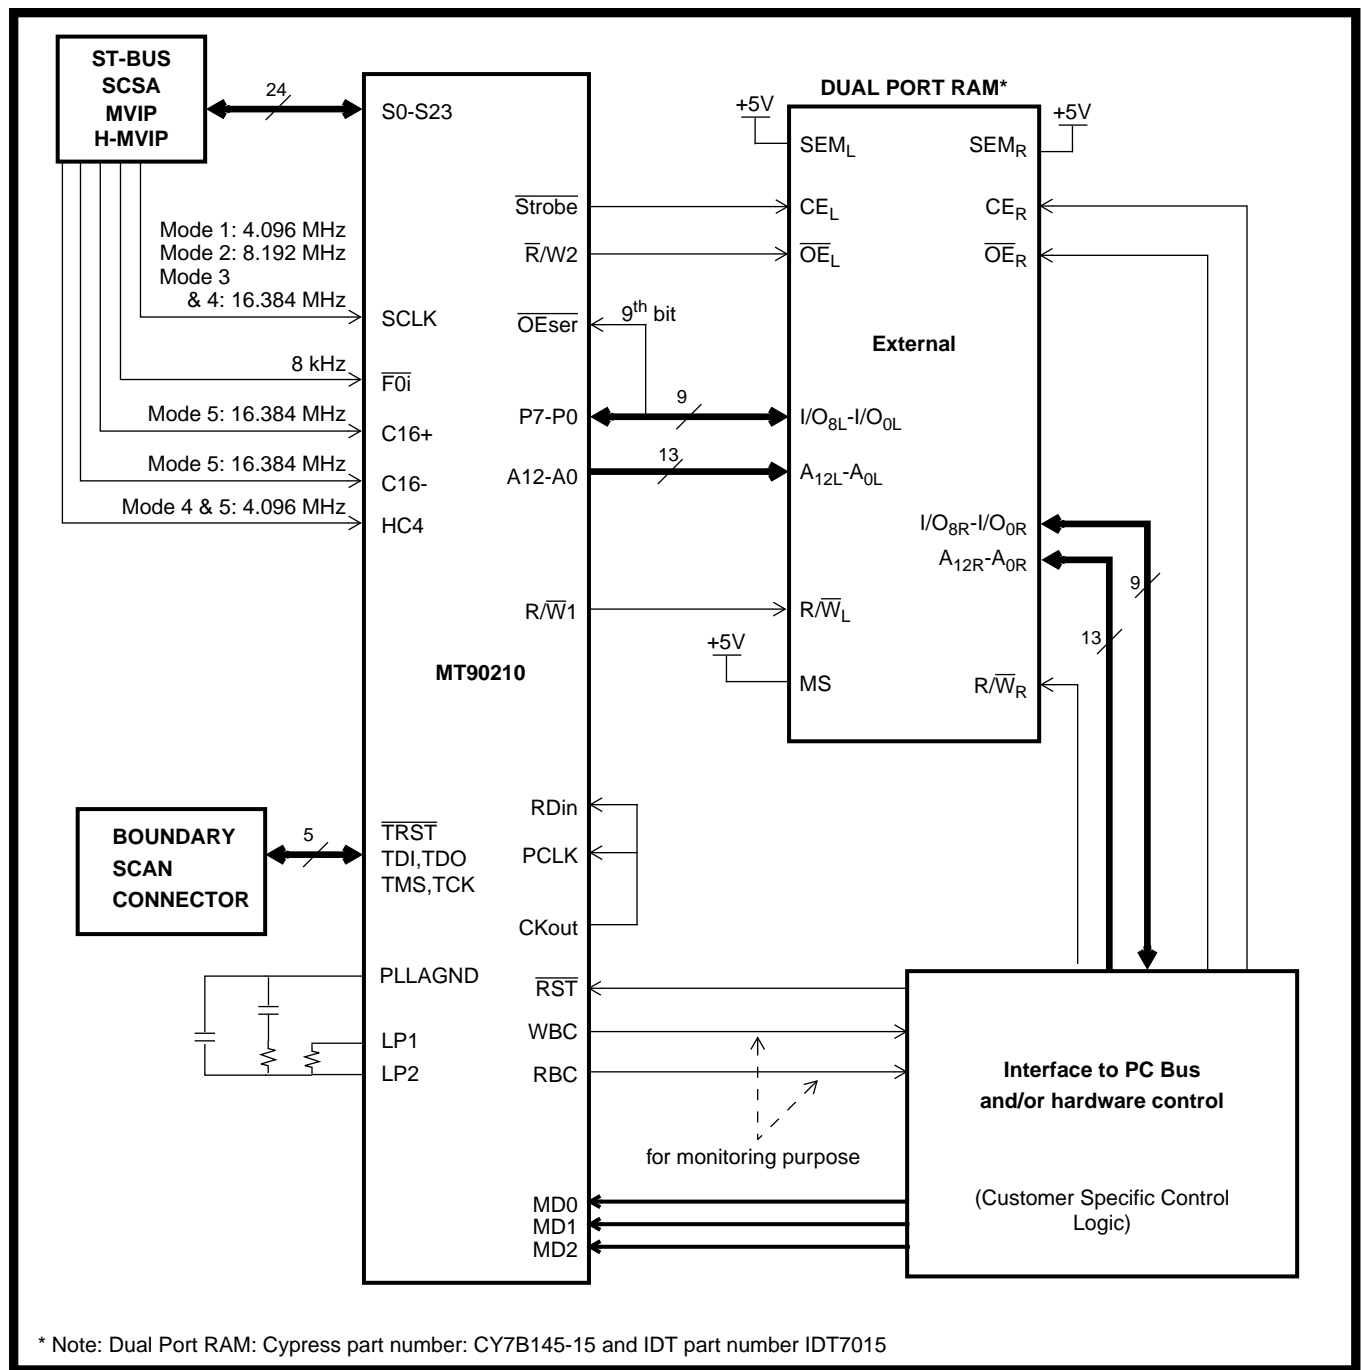 ST-BUS
SCSA
MVIP
H-MVIP
24
S0-S23
DUAL PORT RAM*
+5V
+5V
SEML
SEMR
Mode 1: 4.096 MHz
Mode 2: 8.192 MHz
Mode 3
& 4: 16.384 MHz
SCLK
8 kHz
F0i
Mode 5: 16.384 MHz
C16+
Mode 5: 16.384 MHz
C16-
Mode 4 & 5: 4.096 MHz
HC4
Strobe
R/W2
OEser
9th bit
P7-P0
9
A12-A0
13
R/W1
MT90210
CEL
CER
OEL
OER
External
I/O8L-I/O0L
A12L-A0L
I/O8R-I/O0R
A12R-A0R
9
13
R/WL
+5V
MS
R/WR
BOUNDARY
SCAN
CONNECTOR
5
TRST
TDI,TDO
TMS,TCK
RDin
PCLK
CKout
PLLAGND
LP1
LP2
RST
WBC
RBC
for monitoring purpose
MD0
MD1
MD2
Interface to PC Bus
and/or hardware control
(Customer Specific Control
Logic)
* Note: Dual Port RAM: Cypress part number: CY7B145-15 and IDT part number IDT7015